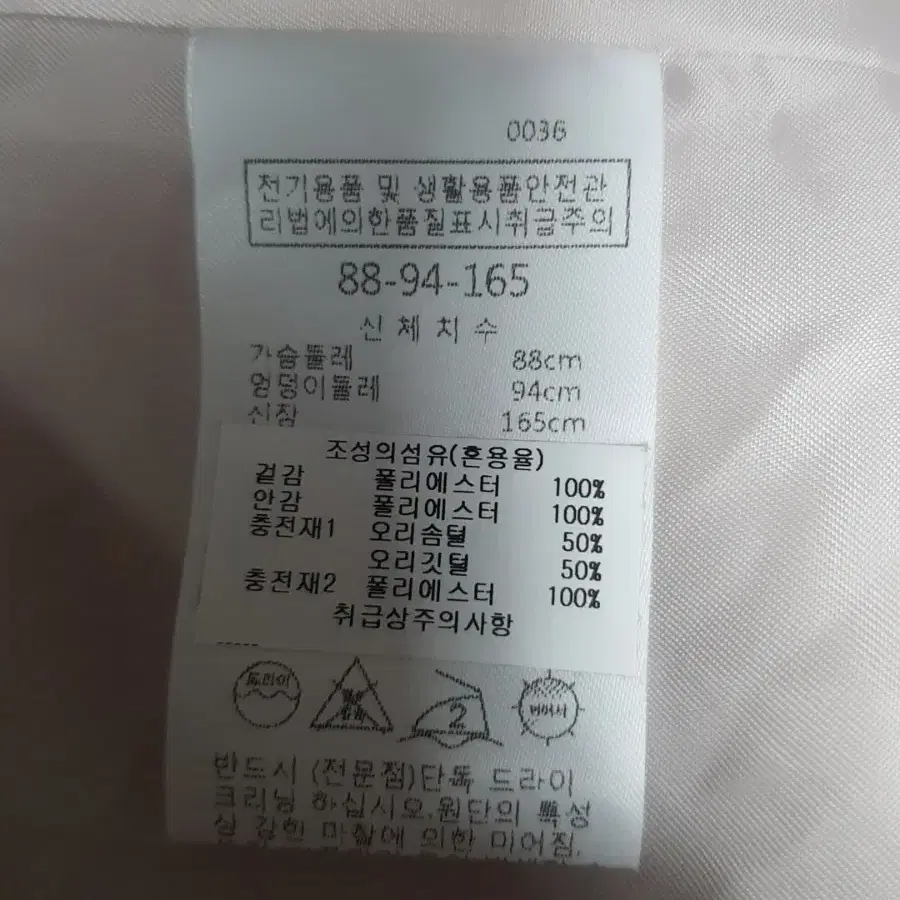 0036
전기용품 및 생활용품안전관
리법에의한품질표시취급주의
88-94-165
신체치수
가슴둘레 88cm
엉덩이둘레 94cm
신장 165cm
조성의섬유(혼용율)
겉감 폴리에스터 100%
안감 폴리에스터 100%
충전재1 오리솜털 50%
오리깃털 50%
충전재2 폴리에스터 100%
취급상주의사항
드라이 2 뉘어서
반드시 (전문점)단독 드라이
크리닝 하십시오.원단의 특성
상 강한 마찰에 의한 미어짐,